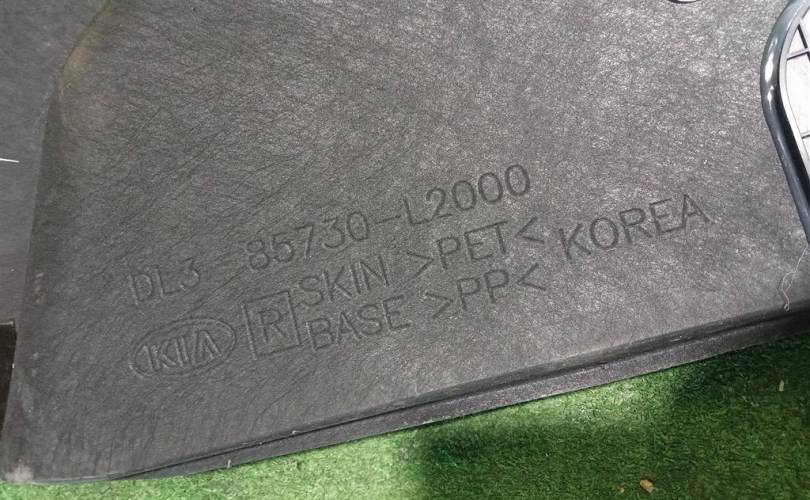 DL3 85730-L2000
KIA R SKIN >PET< KOREA
BASE >PP<